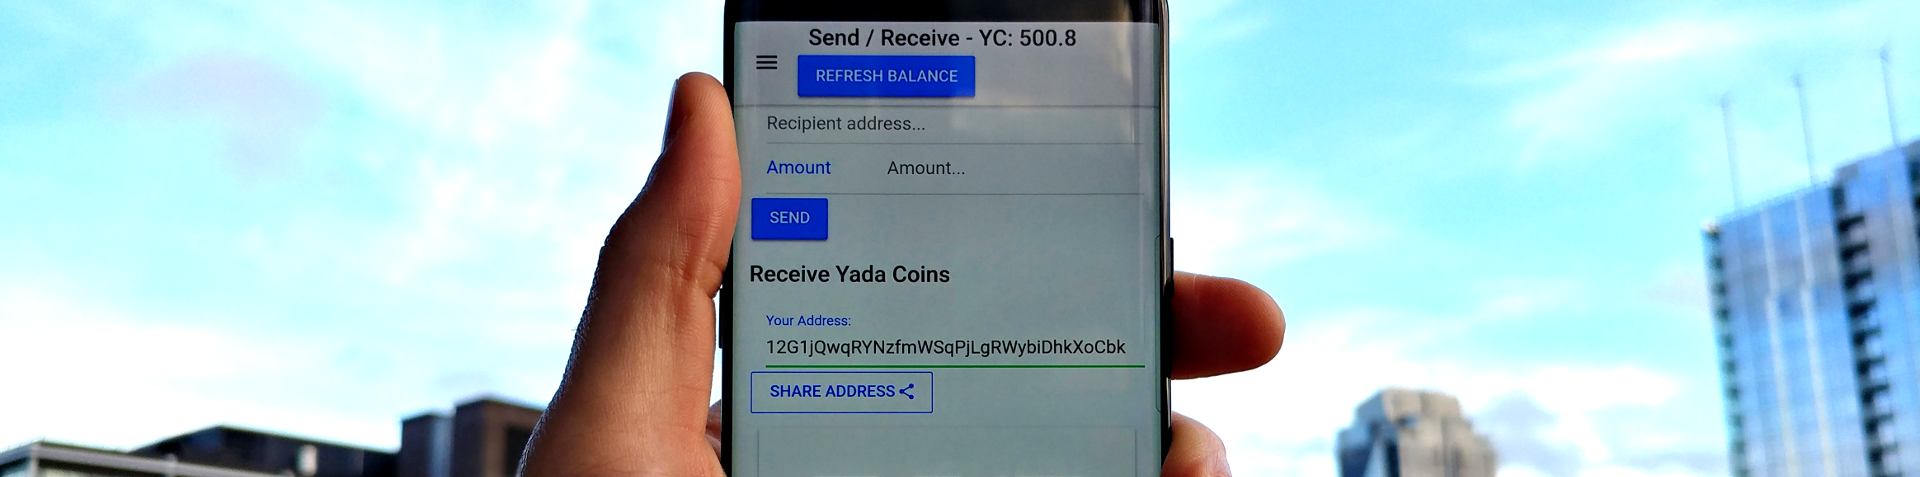 Send / Receive - YC: 500.8
REFRESH BALANCE
Recipient address...
Amount Amount...
SEND
Receive Yada Coins
Your Address:
12G1jQwqRYNzfmWSqPjLgRWybiDhkXoCbk
SHARE ADDRESS